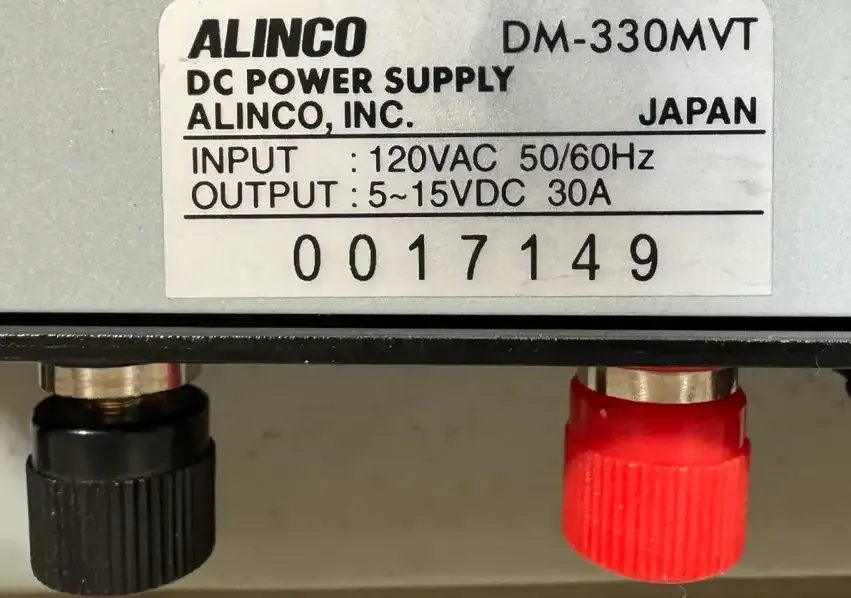 ALINCO DM-330MVT
DC POWER SUPPLY
ALINCO, INC. JAPAN
INPUT : 120VAC 50/60Hz
OUTPUT : 5~15VDC 30A
0017149